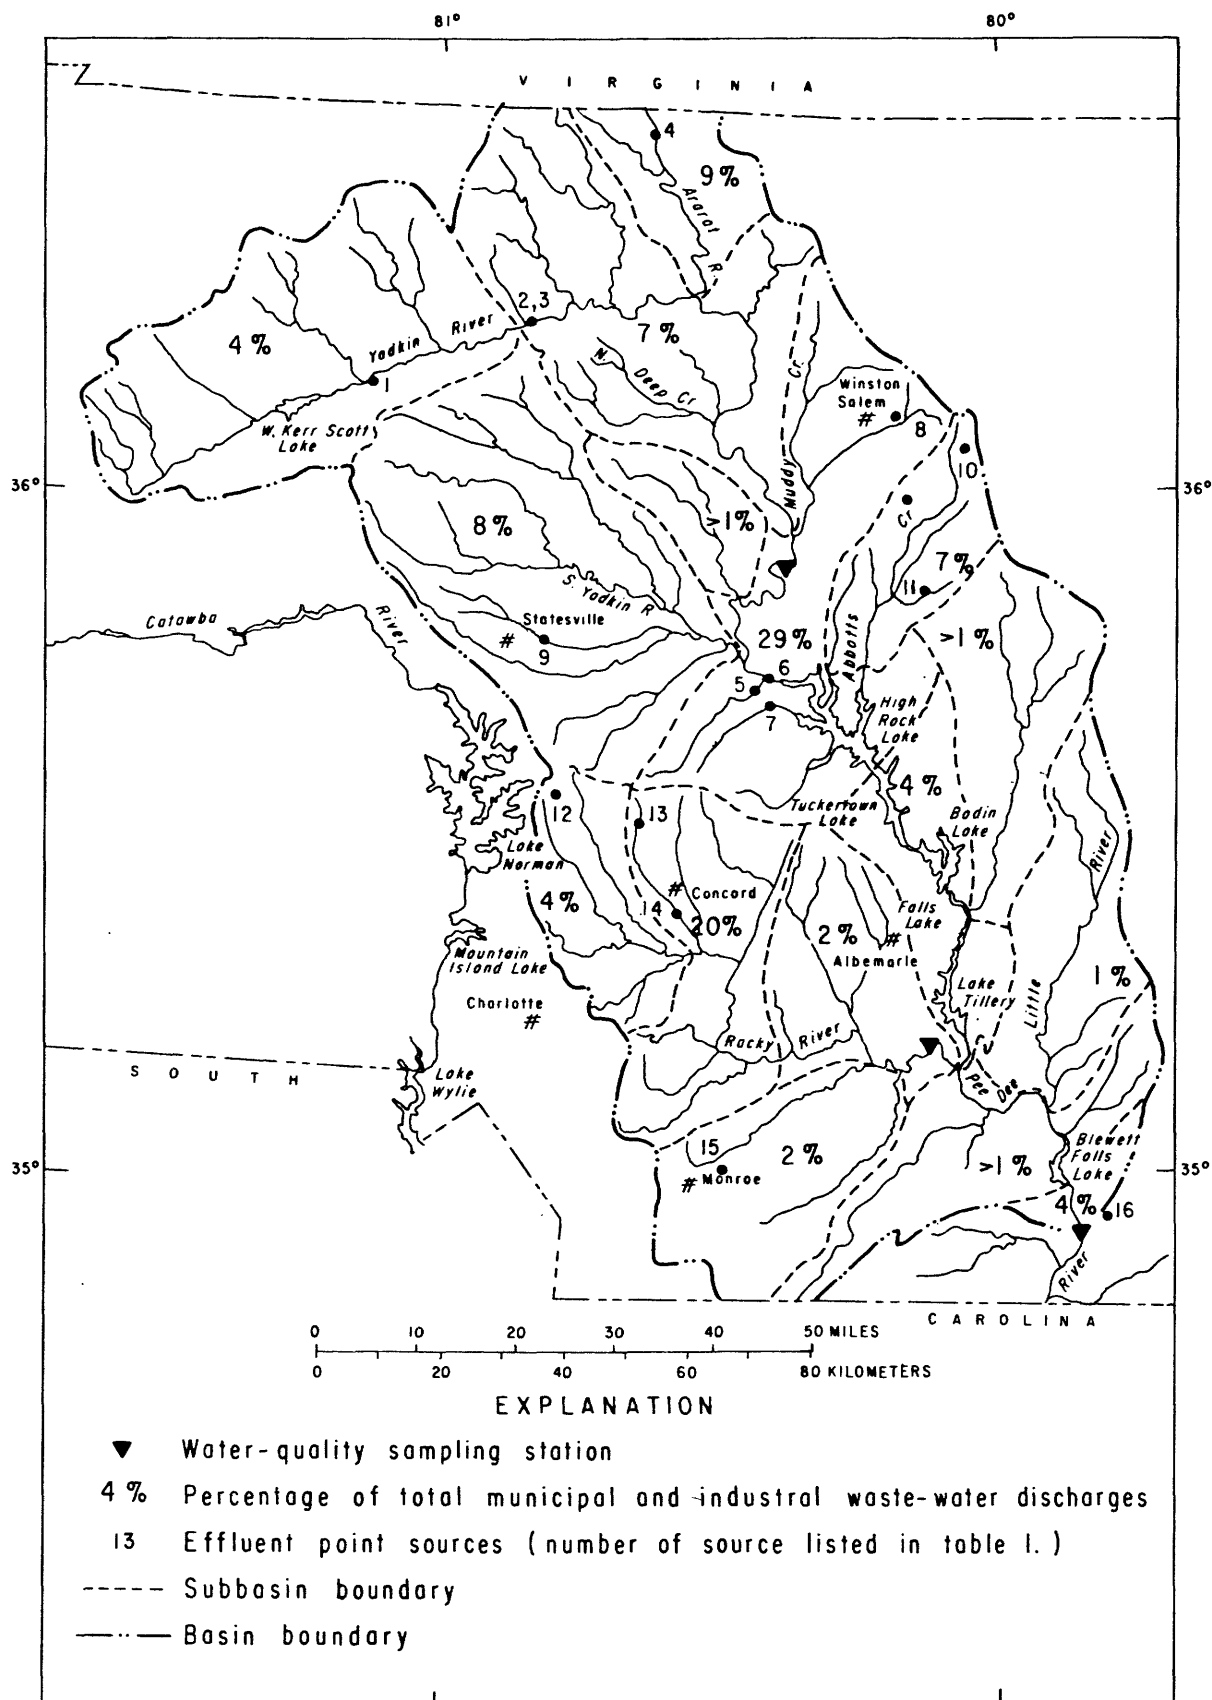 81° 80°
VIRGINIA
4
9%
Ararat
R.
2,3
Yadkin River
7%
4%
1
N. Deep Cr
Muddy Cr.
Winston
Salem
#
8
W. Kerr Scott
Lake
10
36° 36°
8%
>1%
Cr
7%
11
S. Yadkin R
Catawba River
Statesville
#
9
29%
Abbotts
>1%
6
5
7
High
Rock
Lake
4%
12
13
Tuckertown
Lake
Badin
Lake
River
Lake
Norman
#
Concord
4%
14
20%
2%
Falls
Lake
#
Albemarle
Mountain
Island Lake
Lake
Tillery
Little
1%
Charlotte
#
Rocky River
SOUTH
Lake
Wylie
Pee Dee
15
2%
Blewett
Falls
Lake
>1%
35° 35°
# Monroe
4%
16
River
CAROLINA
0 10 20 30 40 50 MILES
0 20 40 60 80 KILOMETERS
EXPLANATION
Water-quality sampling station
4% Percentage of total municipal and industral waste-water discharges
13 Effluent point sources (number of source listed in table 1.)
Subbasin boundary
Basin boundary